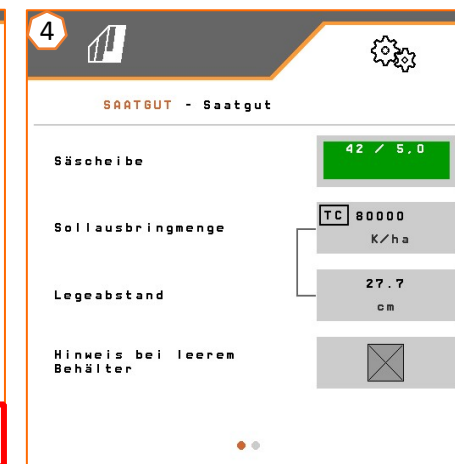 4
SAATGUT - Saatgut
Säscheibe
42 / 5,0
Sollausbringmenge
TC 80000
K/ha
Legeabstand
27.7
cm
Hinweis bei leerem
Behälter